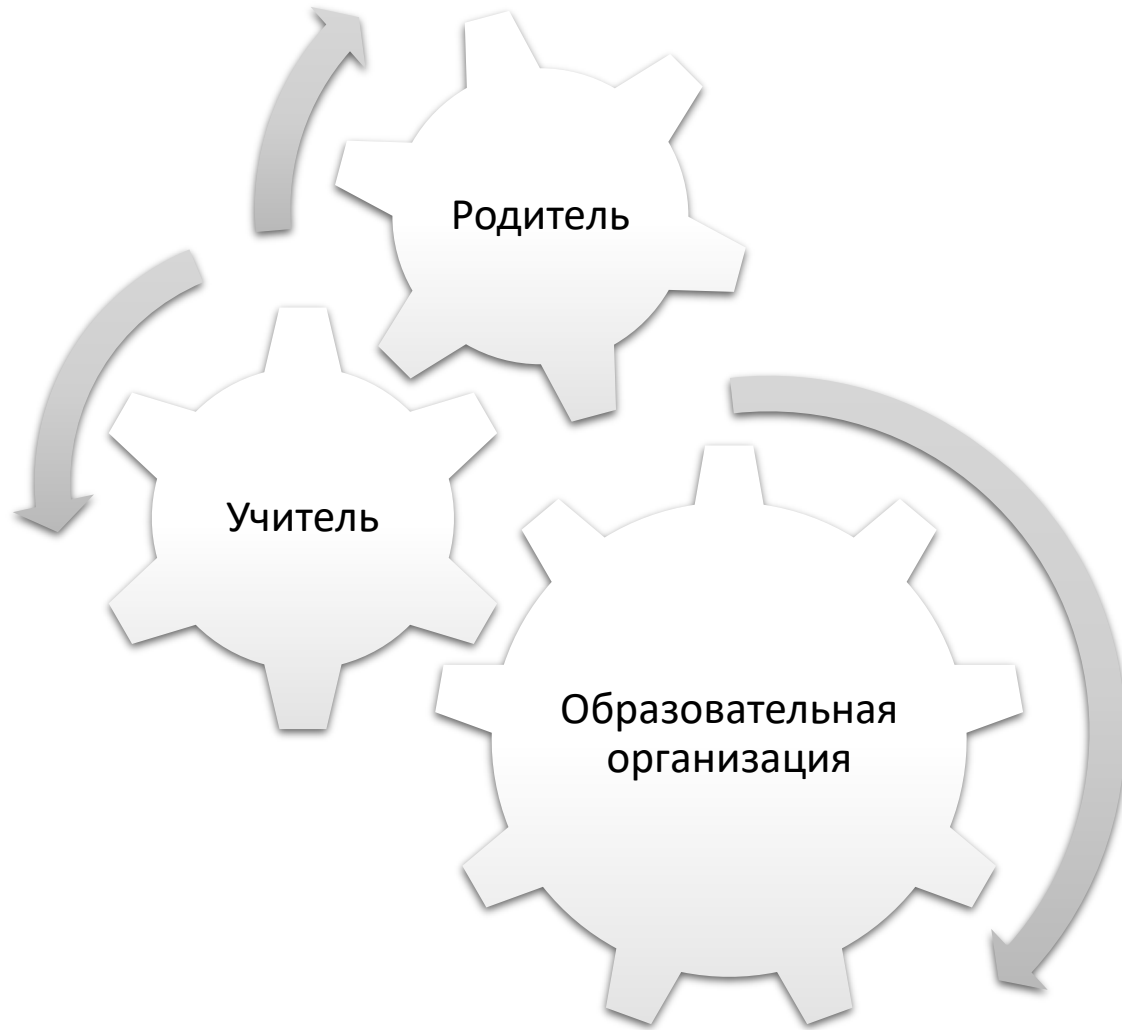 Родитель
Учитель
Образовательная
организация